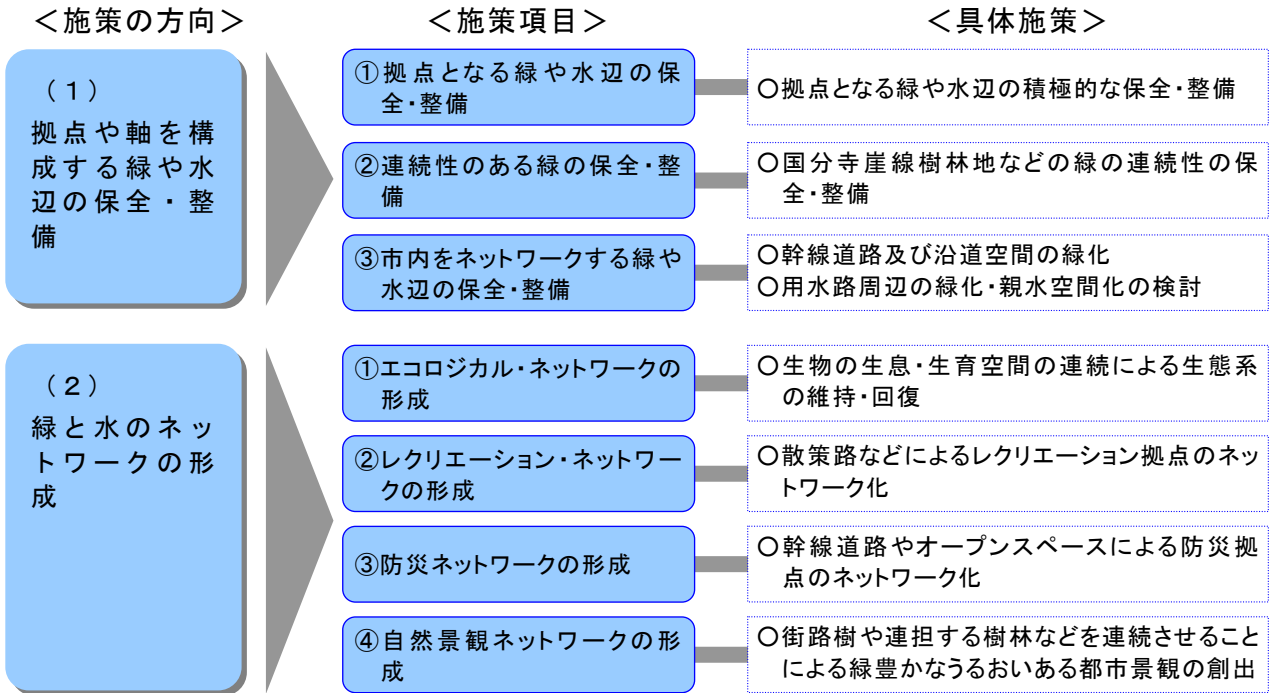 ＜施策の方向＞
＜施策項目＞
＜具体施策＞
（１）
拠点や軸を構
成する緑や水
辺の保全・整
備
①拠点となる緑や水辺の保
全・整備
〇拠点となる緑や水辺の積極的な保全・整備
②連続性のある緑の保全・整
備
〇国分寺崖線樹林地などの緑の連続性の保
全・整備
③市内をネットワークする緑や
水辺の保全・整備
〇幹線道路及び沿道空間の緑化
〇用水路周辺の緑化・親水空間化の検討
（２）
緑と水のネッ
トワークの形
成
①エコロジカル・ネットワークの
形成
〇生物の生息・生育空間の連続による生態系
の維持・回復
②レクリエーション・ネットワー
クの形成
〇散策路などによるレクリエーション拠点のネッ
トワーク化
③防災ネットワークの形成
〇幹線道路やオープンスペースによる防災拠
点のネットワーク化
④自然景観ネットワークの形
成
〇街路樹や連担する樹林などを連続させること
による緑豊かなうるおいある都市景観の創出